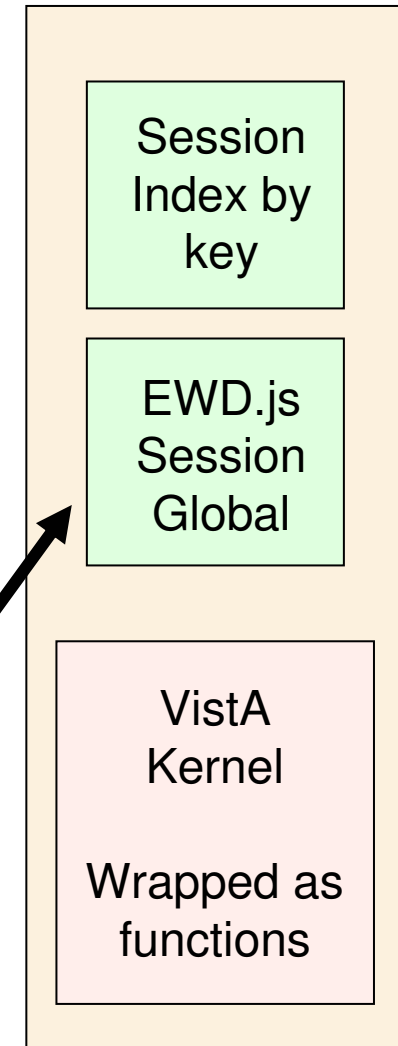 Session
Index by
key
EWD.js
Session
Global
VistA
Kernel
Wrapped as
functions